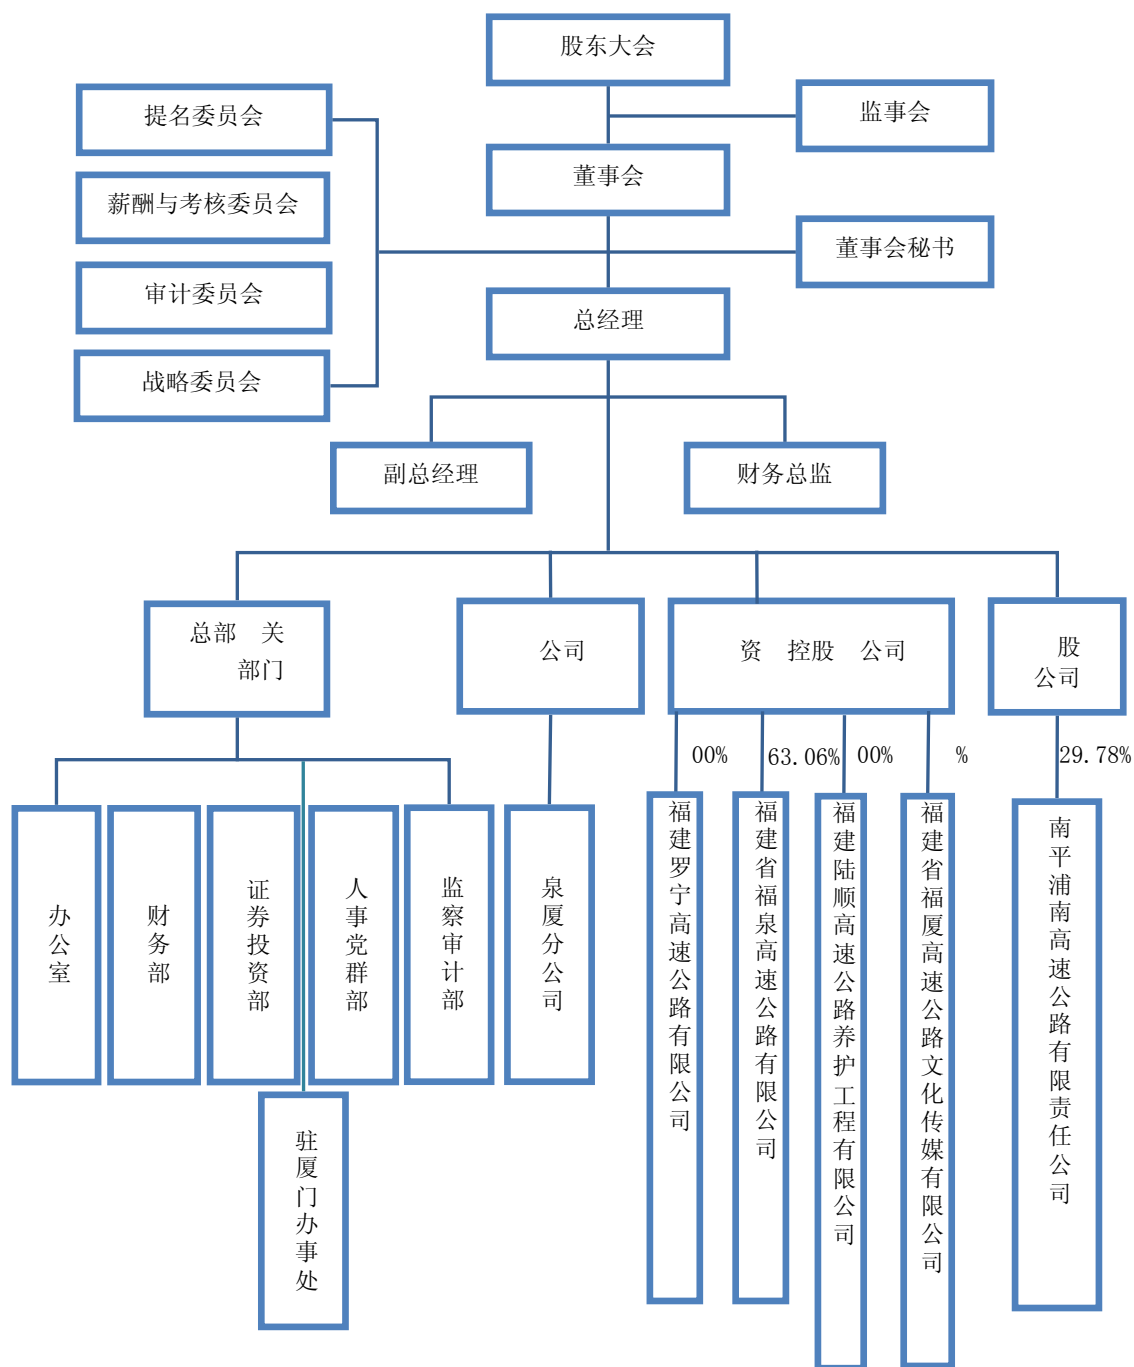 股东大会
提名委员会
监事会
董事会
薪酬与考核委员会
董事会秘书
审计委员会
总经理
战略委员会
副总经理
财务总监
总部 关
部门
公司
资 控股 公司
股
公司
00%
63.06%
00%
%
29.78%
办公室
财务部
证券投资部
人事党群部
监察审计部
泉厦分公司
福建罗宁高速公路有限公司
福建省福泉高速公路有限公司
福建陆顺高速公路养护工程有限公司
福建省福厦高速公路文化传媒有限公司
南平浦南高速公路有限责任公司
驻厦门办事处